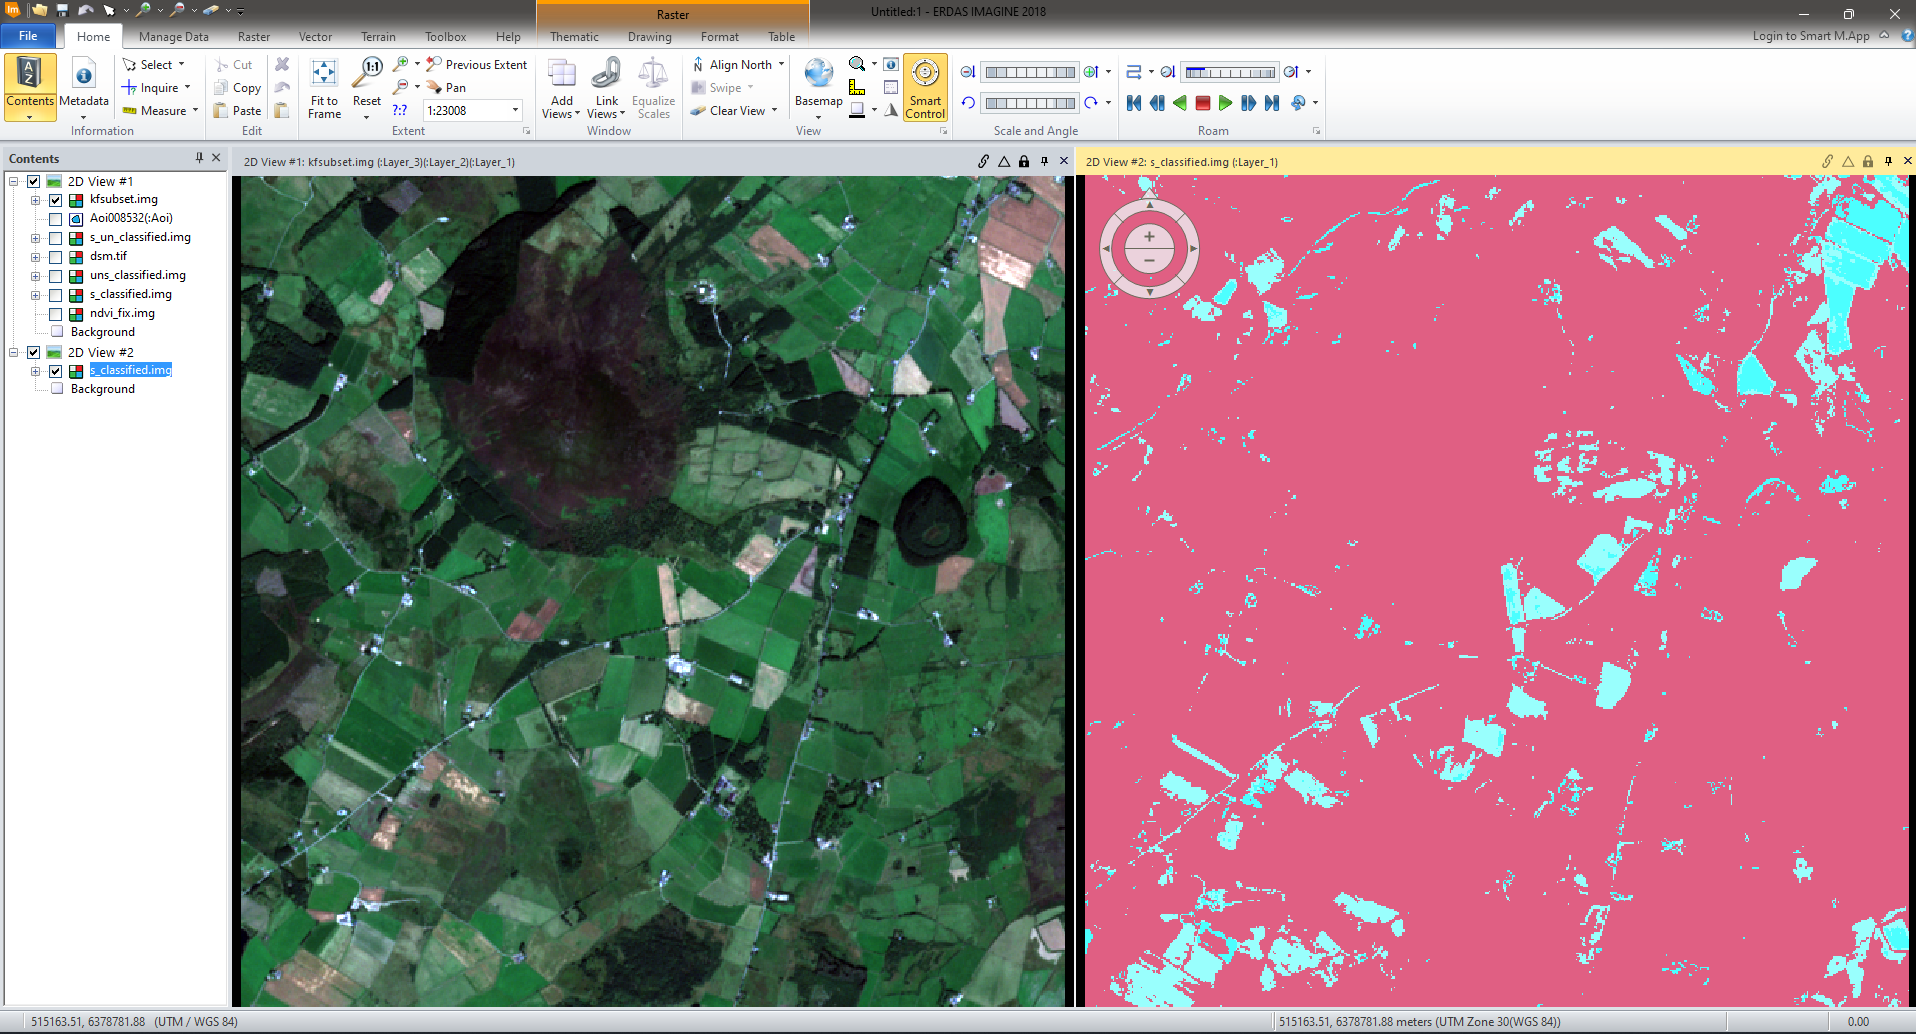 Im
Raster
Untitled:1 - ERDAS IMAGINE 2018
File
Home
Manage Data
Raster
Vector
Terrain
Toolbox
Help
Thematic
Drawing
Format
Table
Login to Smart M.App
A Z
Contents
Metadata
Select
Inquire
Measure
Information
Cut
Copy
Paste
Edit
Fit to Frame
1:1
Reset
?:?
Previous Extent
Pan
1:23008
Extent
Add Views
Link Views
Equalize Scales
Window
Align North
Swipe
Clear View
Basemap
View
Smart Control
Scale and Angle
Roam
Contents
2D View #1
kfsubset.img
Aoi008532(:Aoi)
s_un_classified.img
dsm.tif
uns_classified.img
s_classified.img
ndvi_fix.img
Background
2D View #2
s_classified.img
Background
2D View #1: kfsubset.img (:Layer_3)(:Layer_2)(:Layer_1)
2D View #2: s_classified.img (:Layer_1)
515163.51, 6378781.88 (UTM / WGS 84)
515163.51, 6378781.88 meters (UTM Zone 30(WGS 84))
0.00